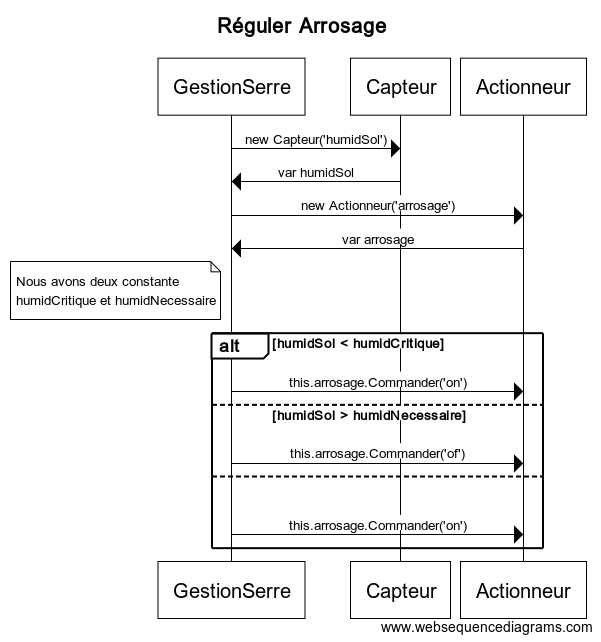 Réguler Arrosage
GestionSerre
Capteur
Actionneur
new Capteur('humidSol')
var humidSol
new Actionneur('arrosage')
var arrosage
Nous avons deux constante
humidCritique et humidNecessaire
alt
[humidSol < humidCritique]
this.arrosage.Commander('on')
[humidSol > humidNecessaire]
this.arrosage.Commander('of')
this.arrosage.Commander('on')
GestionSerre
Capteur
Actionneur
www.websequencediagrams.com